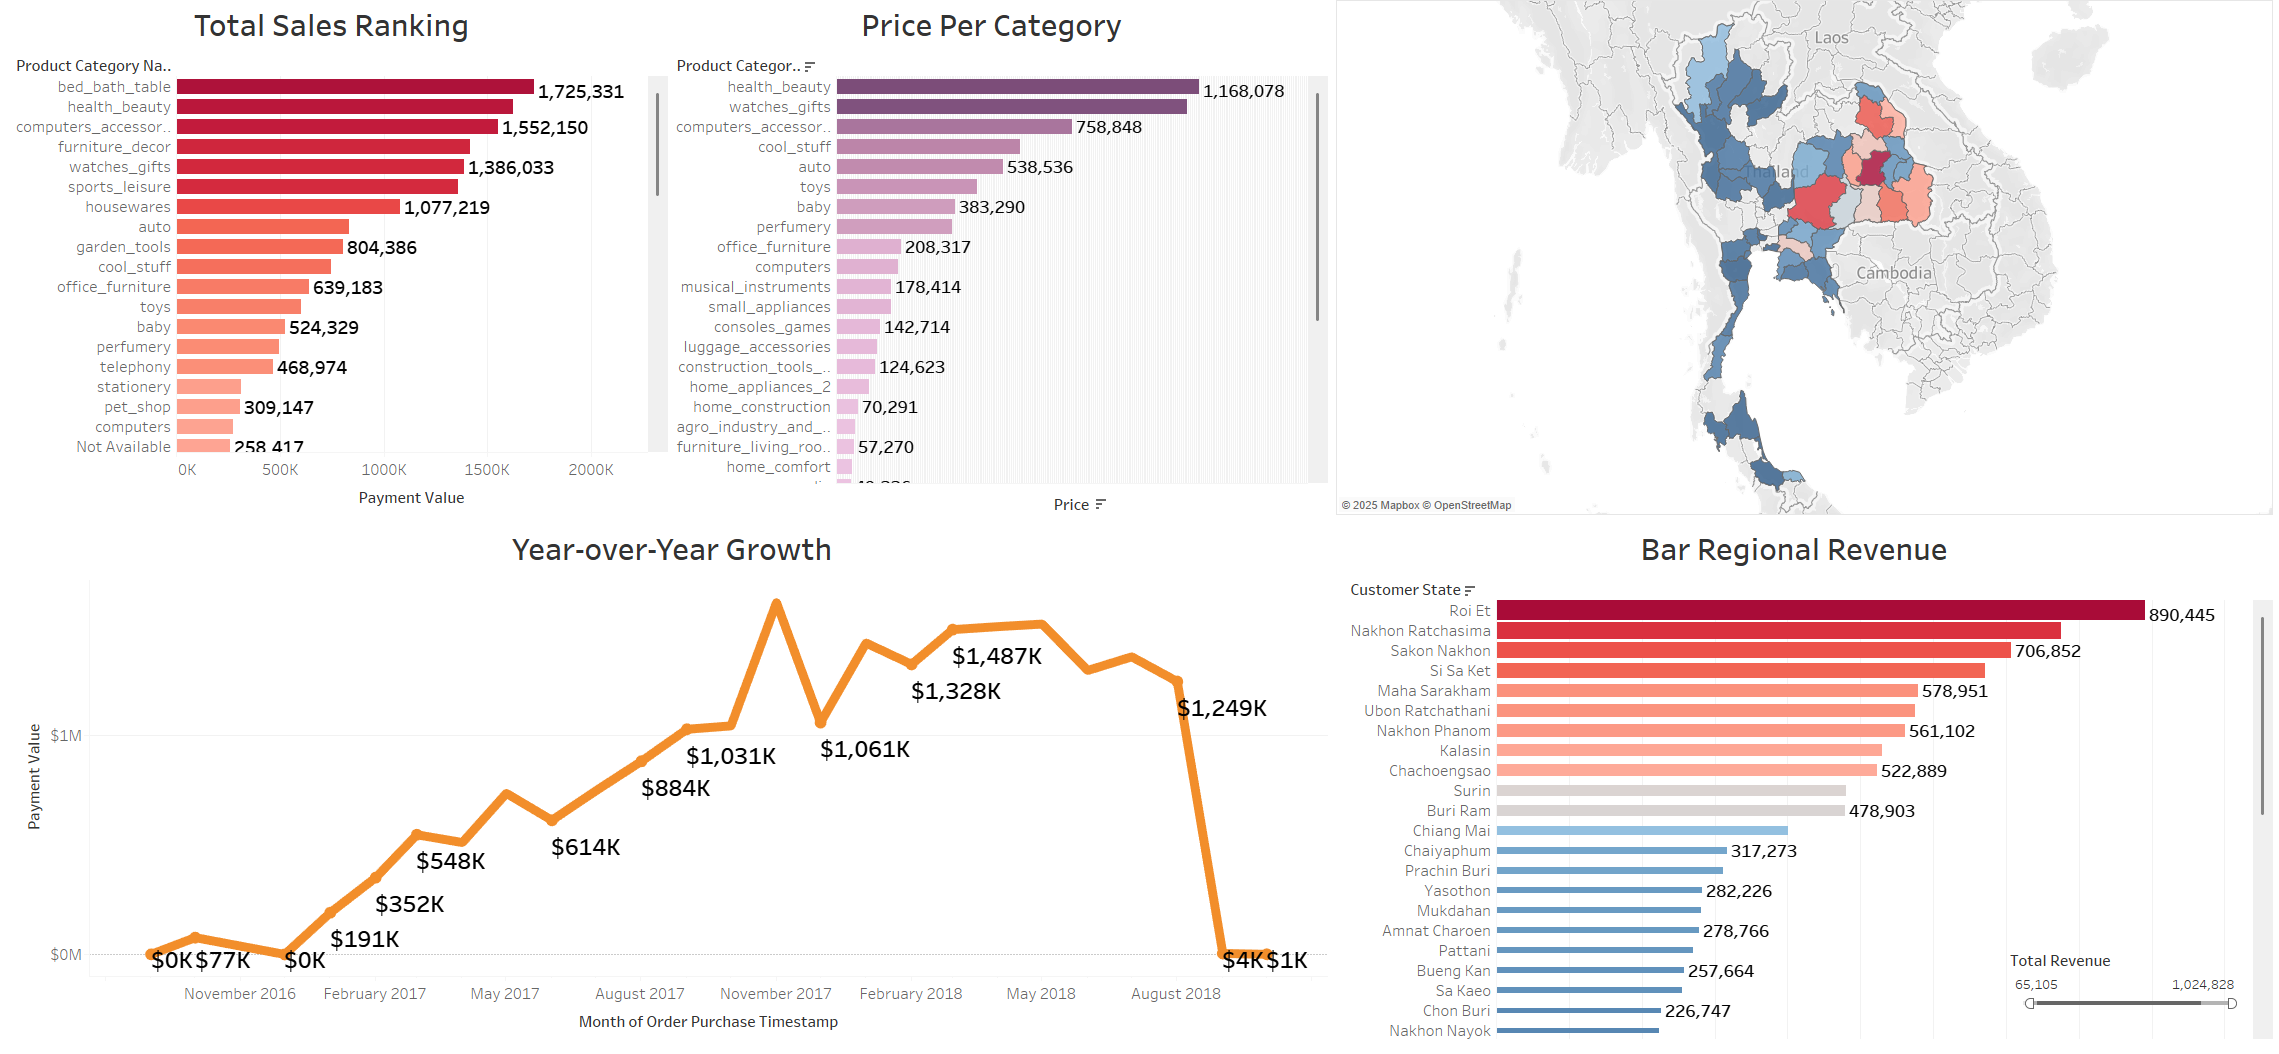 Total Sales Ranking
Product Category Na..
bed_bath_table 1,725,331
health_beauty
computers_accessor.. 1,552,150
furniture_decor
watches_gifts 1,386,033
sports_leisure
housewares 1,077,219
auto
garden_tools 804,386
cool_stuff
office_furniture 639,183
toys
baby 524,329
perfumery
telephony 468,974
stationery
pet_shop 309,147
computers
Not Available 258,417
0K 500K 1000K 1500K 2000K
Payment Value
Price Per Category
Product Categor..
health_beauty 1,168,078
watches_gifts
computers_accessor.. 758,848
cool_stuff
auto 538,536
toys
baby 383,290
perfumery
office_furniture 208,317
computers
musical_instruments 178,414
small_appliances
consoles_games 142,714
luggage_accessories
construction_tools_.. 124,623
home_appliances_2
home_construction 70,291
agro_industry_and_..
furniture_living_roo.. 57,270
home_comfort
Price
Laos
Thailand
Cambodia
© 2025 Mapbox © OpenStreetMap
Year-over-Year Growth
Payment Value
$1M
$0M
$0K $77K $0K $191K $352K $548K $614K $884K $1,031K $1,061K $1,328K $1,487K $1,249K $4K $1K
November 2016 February 2017 May 2017 August 2017 November 2017 February 2018 May 2018 August 2018
Month of Order Purchase Timestamp
Bar Regional Revenue
Customer State
Roi Et 890,445
Nakhon Ratchasima
Sakon Nakhon 706,852
Si Sa Ket
Maha Sarakham 578,951
Ubon Ratchathani
Nakhon Phanom 561,102
Kalasin
Chachoengsao 522,889
Surin
Buri Ram 478,903
Chiang Mai
Chaiyaphum 317,273
Prachin Buri
Yasothon 282,226
Mukdahan
Amnat Charoen 278,766
Pattani
Bueng Kan 257,664
Sa Kaeo
Chon Buri 226,747
Nakhon Nayok
Total Revenue
65,105 1,024,828